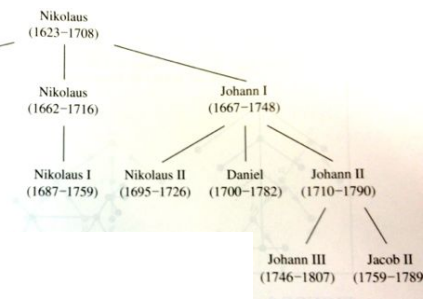 Nikolaus
(1623–1708)
Nikolaus
(1662–1716)
Johann I
(1667–1748)
Nikolaus I
(1687–1759)
Nikolaus II
(1695–1726)
Daniel
(1700–1782)
Johann II
(1710–1790)
Johann III
(1746–1807)
Jacob II
(1759–1789